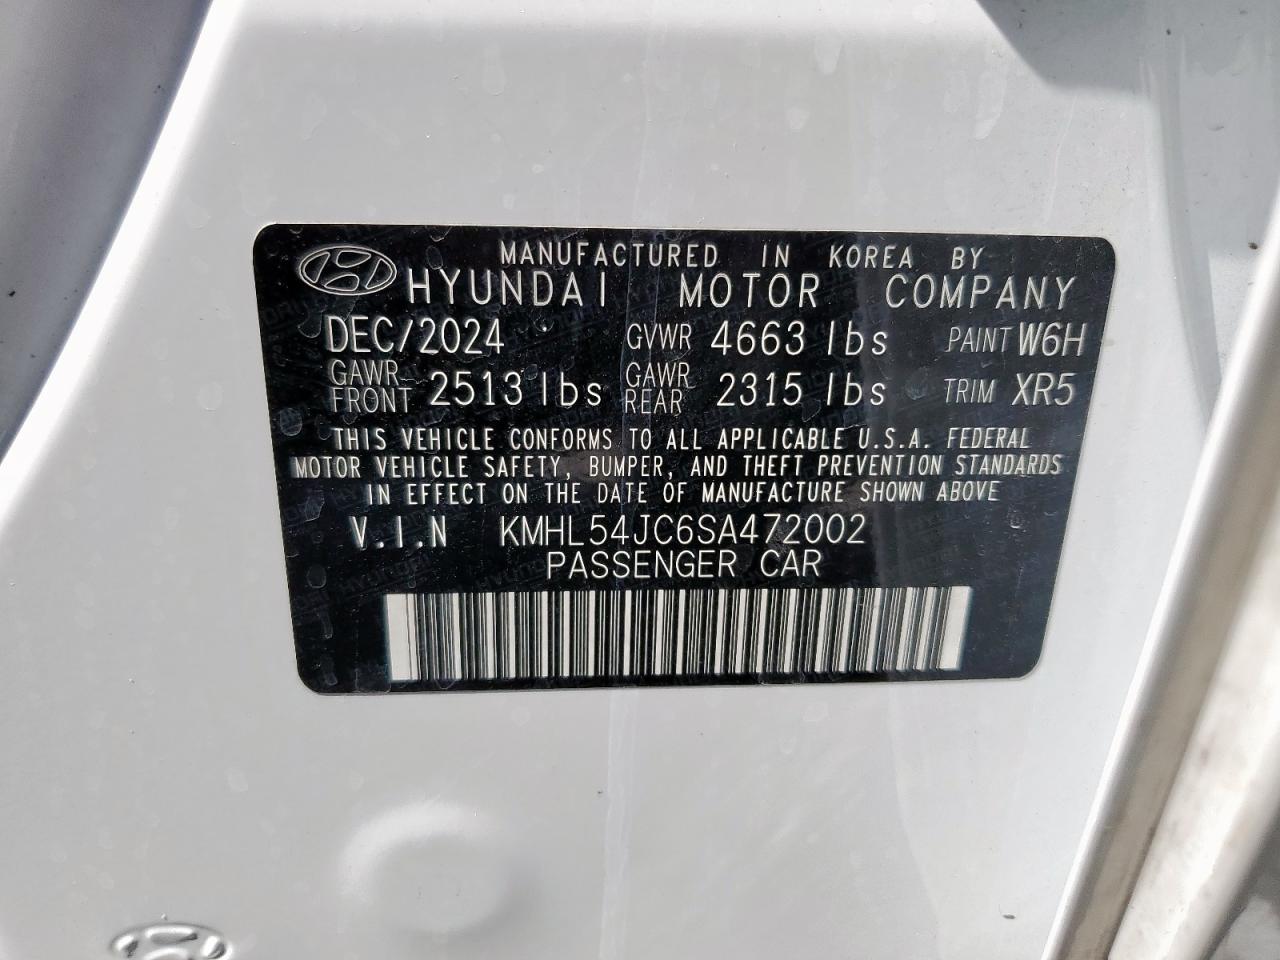 MANUFACTURED IN KOREA BY
HYUNDAI MOTOR COMPANY
DEC/2024 GVWR 4663 lbs PAINT W6H
GAWR FRONT 2513 lbs GAWR REAR 2315 lbs TRIM XR5
THIS VEHICLE CONFORMS TO ALL APPLICABLE U.S.A. FEDERAL
MOTOR VEHICLE SAFETY, BUMPER, AND THEFT PREVENTION STANDARDS
IN EFFECT ON THE DATE OF MANUFACTURE SHOWN ABOVE
V.I.N KMHL54JC6SA472002
PASSENGER CAR